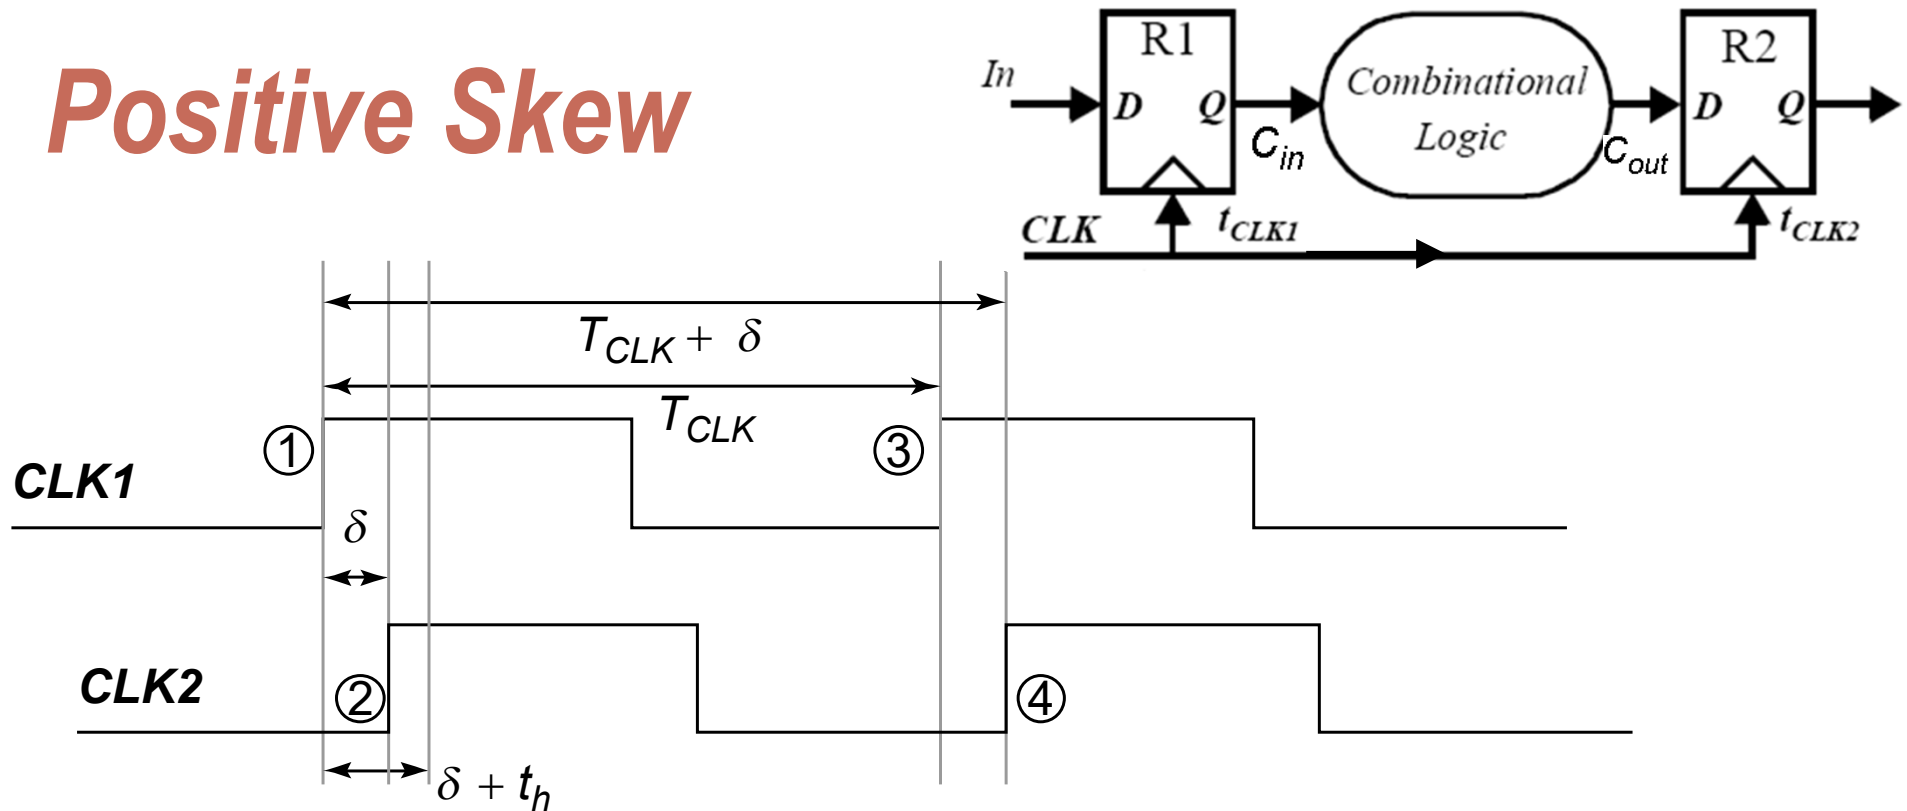 Positive Skew
R1
R2
In
D Q
Combinational
Logic
D Q
C_in
C_out
CLK
t_CLK1
t_CLK2
T_CLK + δ
T_CLK
① ③
CLK1
δ
CLK2
② ④
δ + t_h